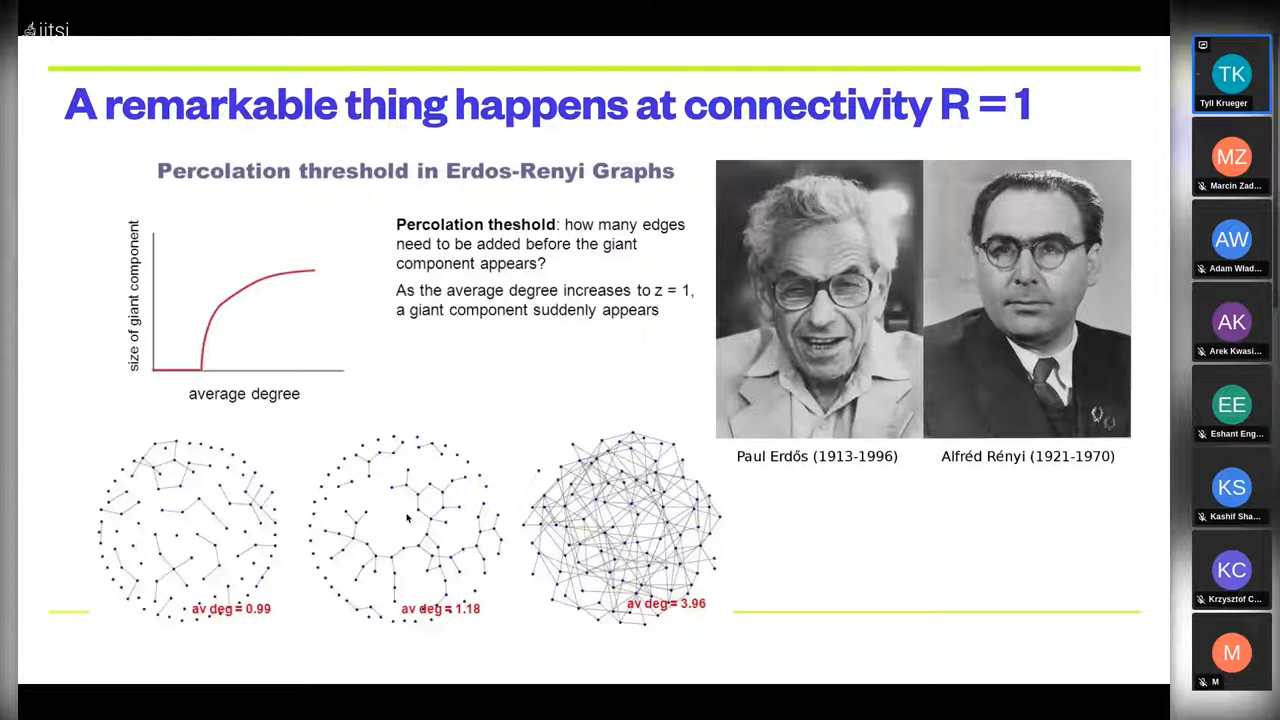 jitsi
A remarkable thing happens at connectivity R = 1
Percolation threshold in Erdos-Renyi Graphs
size of giant component
average degree
Percolation theshold: how many edges
need to be added before the giant
component appears?
As the average degree increases to z = 1,
a giant component suddenly appears
Paul Erdős (1913-1996)
Alfréd Rényi (1921-1970)
av deg = 0.99
av deg = 1.18
av deg = 3.96
TK
Tyll Krueger
MZ
Marcin Zad...
AW
Adam Wład...
AK
Arek Kwasi...
EE
Eshant Eng...
KS
Kashif Sha...
KC
Krzysztof C...
M
M